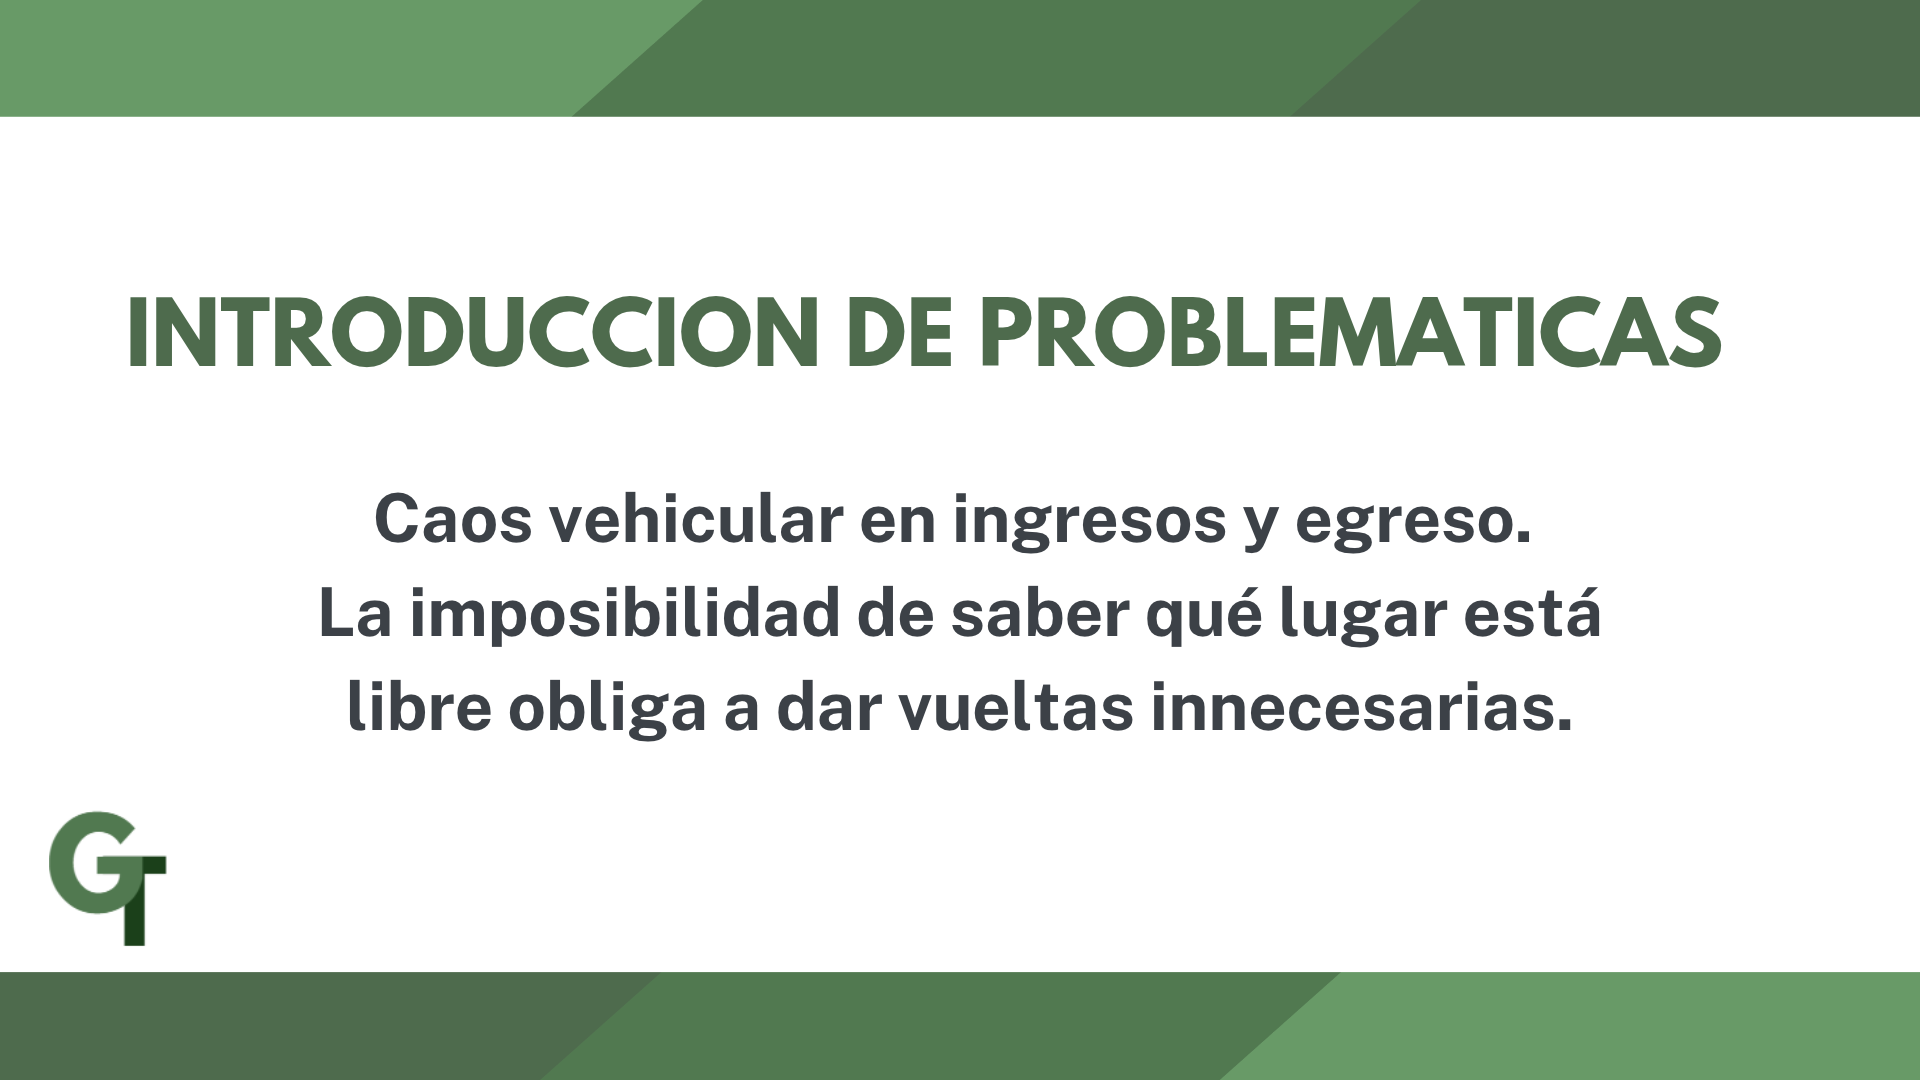 INTRODUCCION DE PROBLEMATICAS
Caos vehicular en ingresos y egreso.
La imposibilidad de saber qué lugar está
libre obliga a dar vueltas innecesarias.
GT